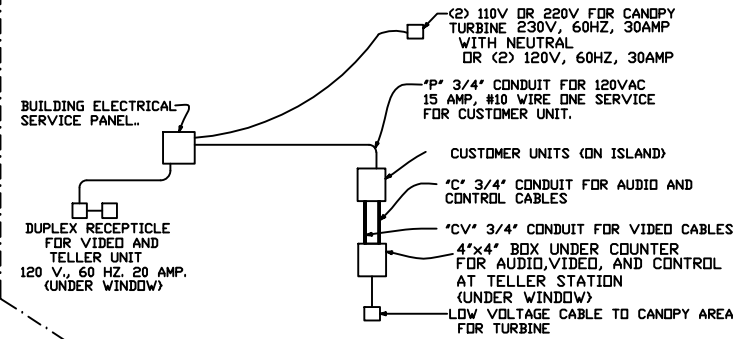 (2) 110V OR 220V FOR CANOPY
TURBINE 230V, 60HZ, 30AMP
WITH NEUTRAL
OR (2) 120V, 60HZ, 30AMP
"P" 3/4" CONDUIT FOR 120VAC
15 AMP, #10 WIRE ONE SERVICE
FOR CUSTOMER UNIT.
BUILDING ELECTRICAL
SERVICE PANEL..
CUSTOMER UNITS (ON ISLAND)
"C" 3/4" CONDUIT FOR AUDIO AND
CONTROL CABLES
"CV" 3/4" CONDUIT FOR VIDEO CABLES
DUPLEX RECEPTICLE
FOR VIDEO AND
TELLER UNIT
120 V., 60 HZ. 20 AMP.
(UNDER WINDOW)
4"x4" BOX UNDER COUNTER
FOR AUDIO,VIDEO, AND CONTROL
AT TELLER STATION
(UNDER WINDOW)
LOW VOLTAGE CABLE TO CANOPY AREA
FOR TURBINE